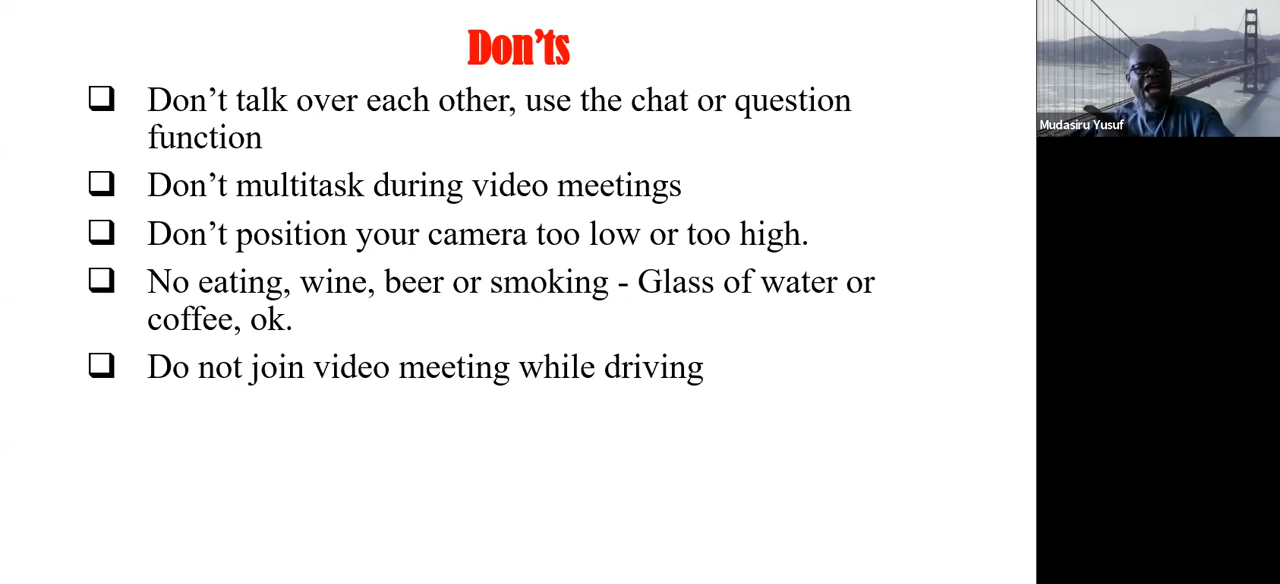 Don’ts
Don’t talk over each other, use the chat or question
function
Don’t multitask during video meetings
Don’t position your camera too low or too high.
No eating, wine, beer or smoking - Glass of water or
coffee, ok.
Do not join video meeting while driving
Mudasiru Yusuf